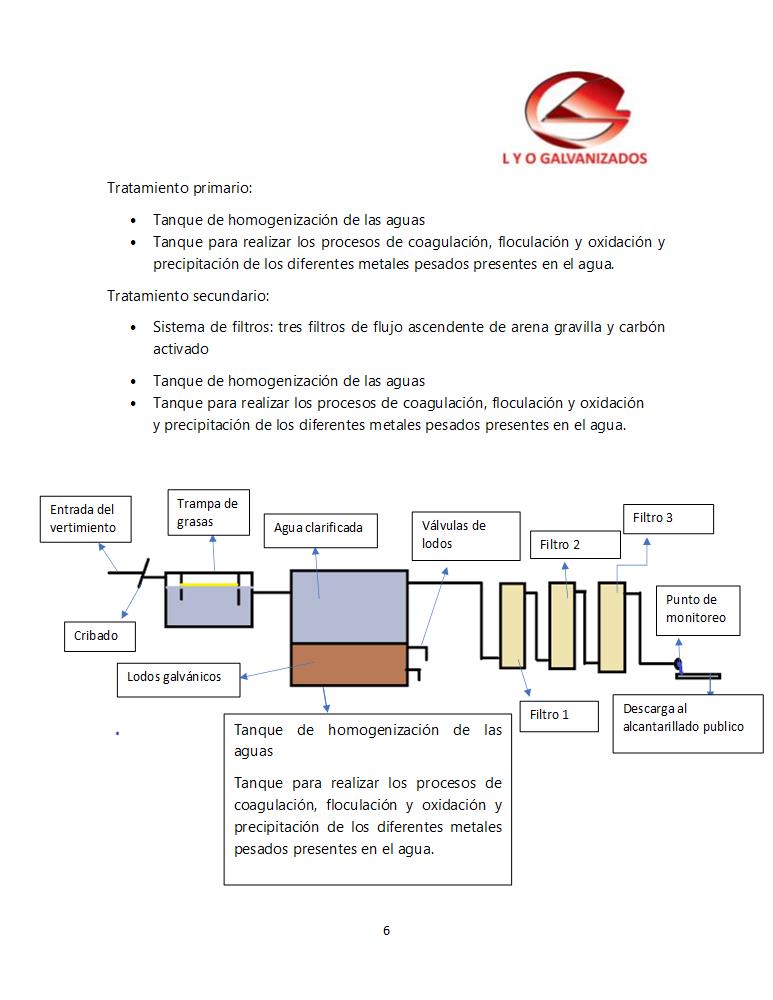 L Y O GALVANIZADOS
Tratamiento primario:
• Tanque de homogenización de las aguas
• Tanque para realizar los procesos de coagulación, floculación y oxidación y
precipitación de los diferentes metales pesados presentes en el agua.
Tratamiento secundario:
• Sistema de filtros: tres filtros de flujo ascendente de arena gravilla y carbón
activado
• Tanque de homogenización de las aguas
• Tanque para realizar los procesos de coagulación, floculación y oxidación
y precipitación de los diferentes metales pesados presentes en el agua.
Entrada del
vertimiento
Trampa de
grasas
Agua clarificada
Válvulas de
lodos
Filtro 2
Filtro 3
Cribado
Punto de
monitoreo
Lodos galvánicos
Filtro 1
Descarga al
alcantarillado publico
Tanque de homogenización de las
aguas
Tanque para realizar los procesos de
coagulación, floculación y oxidación y
precipitación de los diferentes metales
pesados presentes en el agua.
6